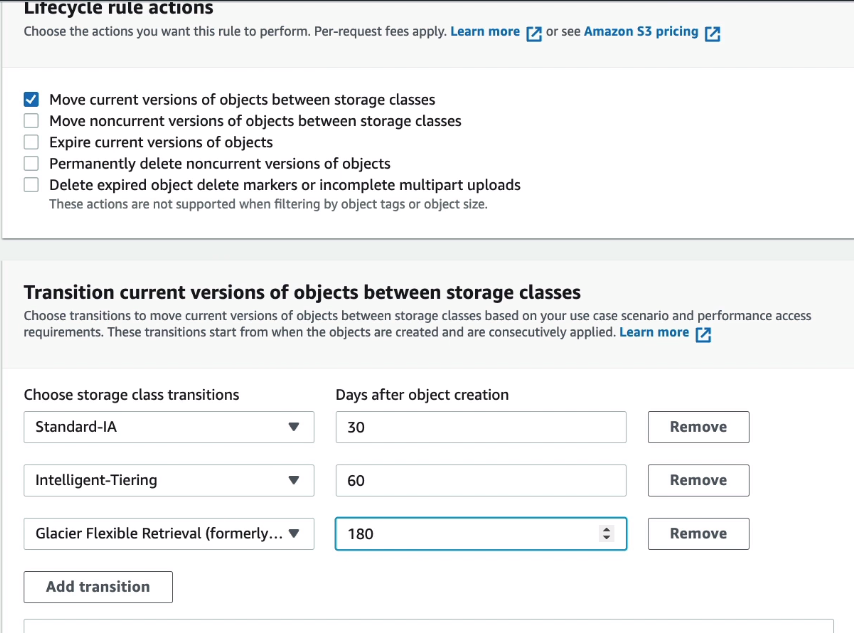 Lifecycle rule actions
Choose the actions you want this rule to perform. Per-request fees apply. Learn more or see Amazon S3 pricing
Move current versions of objects between storage classes
Move noncurrent versions of objects between storage classes
Expire current versions of objects
Permanently delete noncurrent versions of objects
Delete expired object delete markers or incomplete multipart uploads
These actions are not supported when filtering by object tags or object size.
Transition current versions of objects between storage classes
Choose transitions to move current versions of objects between storage classes based on your use case scenario and performance access
requirements. These transitions start from when the objects are created and are consecutively applied. Learn more
Choose storage class transitions Days after object creation
Standard-IA 30 Remove
Intelligent-Tiering 60 Remove
Glacier Flexible Retrieval (formerly... 180 Remove
Add transition